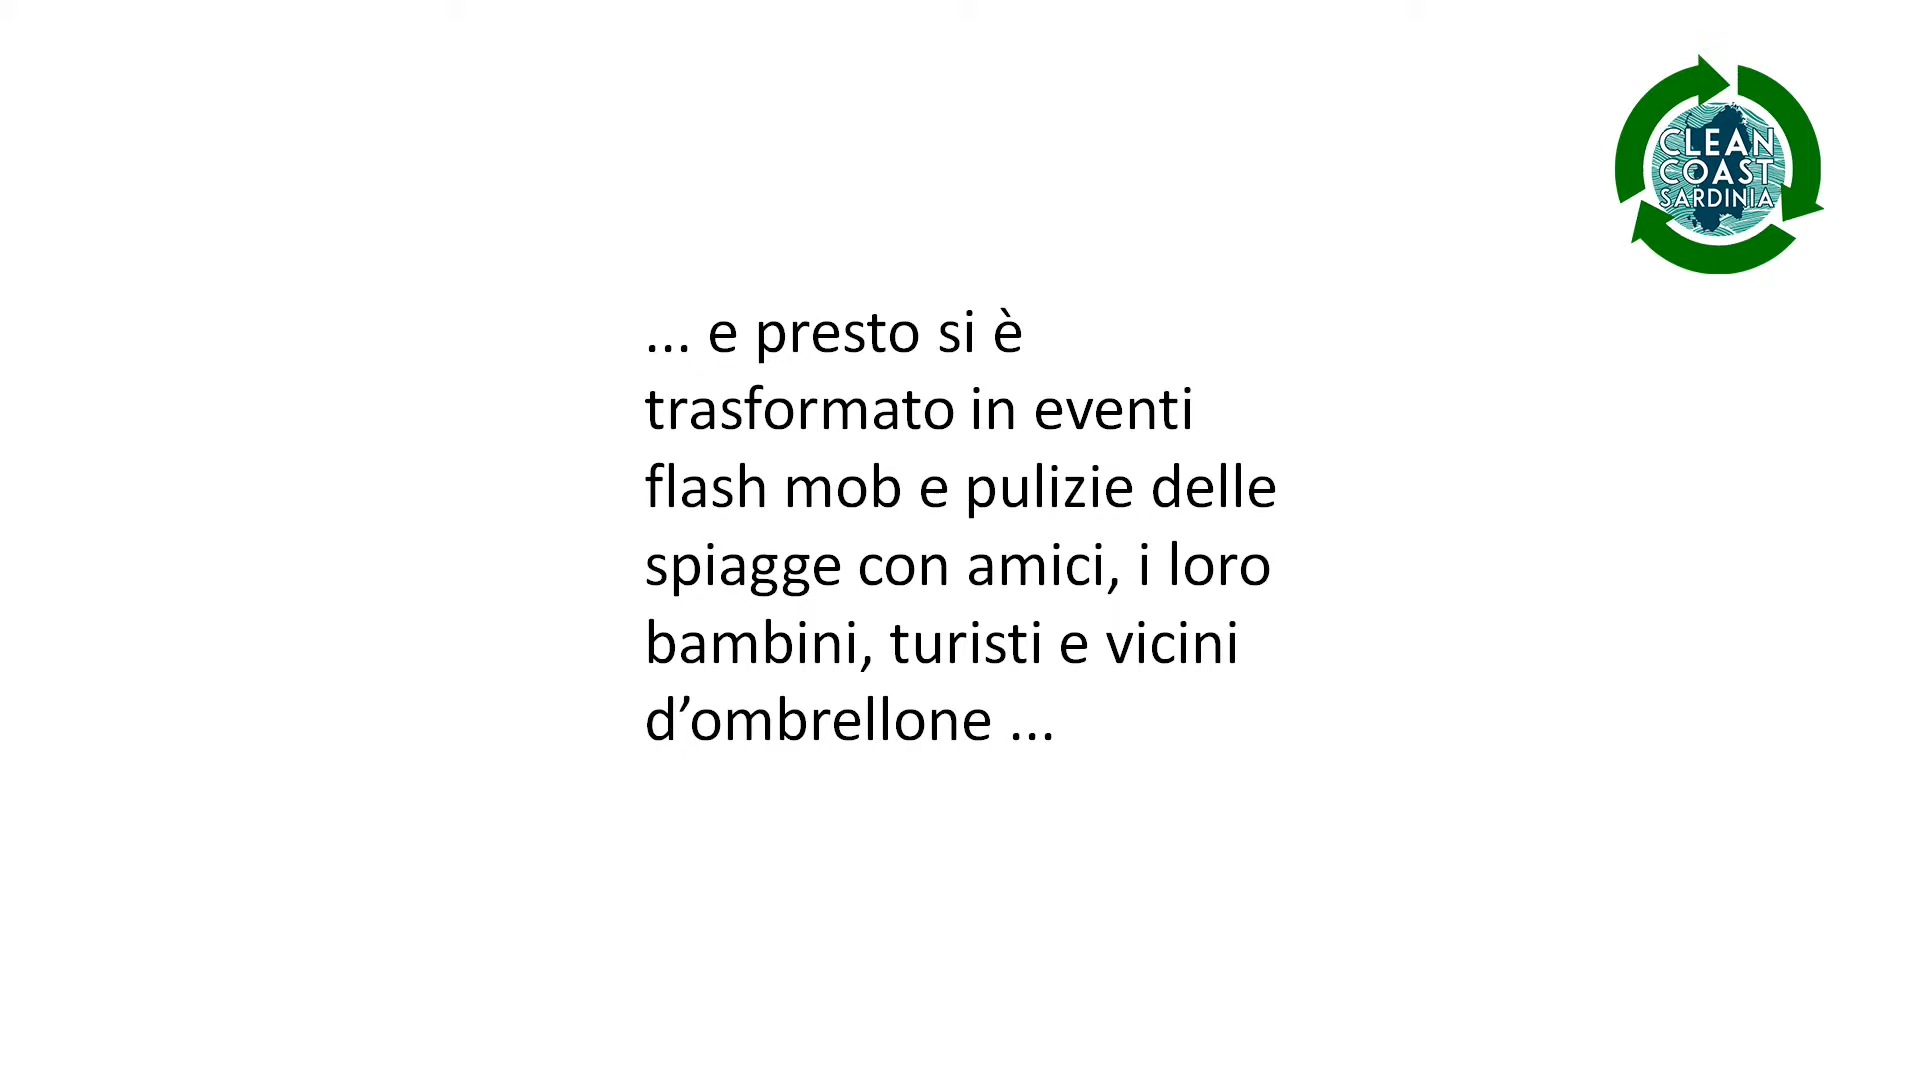 CLEAN
COAST
SARDINIA
... e presto si è
trasformato in eventi
flash mob e pulizie delle
spiagge con amici, i loro
bambini, turisti e vicini
d’ombrellone ...